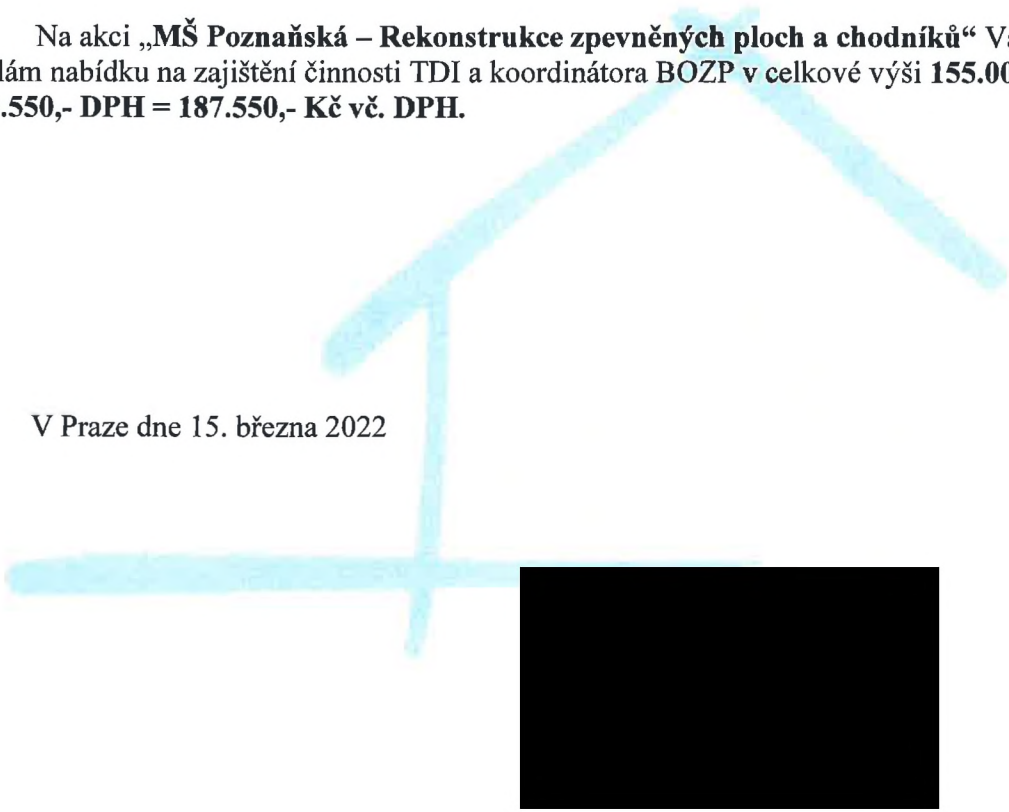 Na akci „MŠ Poznaňská – Rekonstrukce zpevněných ploch a chodníků“
nabídku na zajištění činnosti TDI a koordinátora BOZP v celkové výši
.550,- DPH = 187.550,- Kč vč. DPH.
V Praze dne 15. března 2022